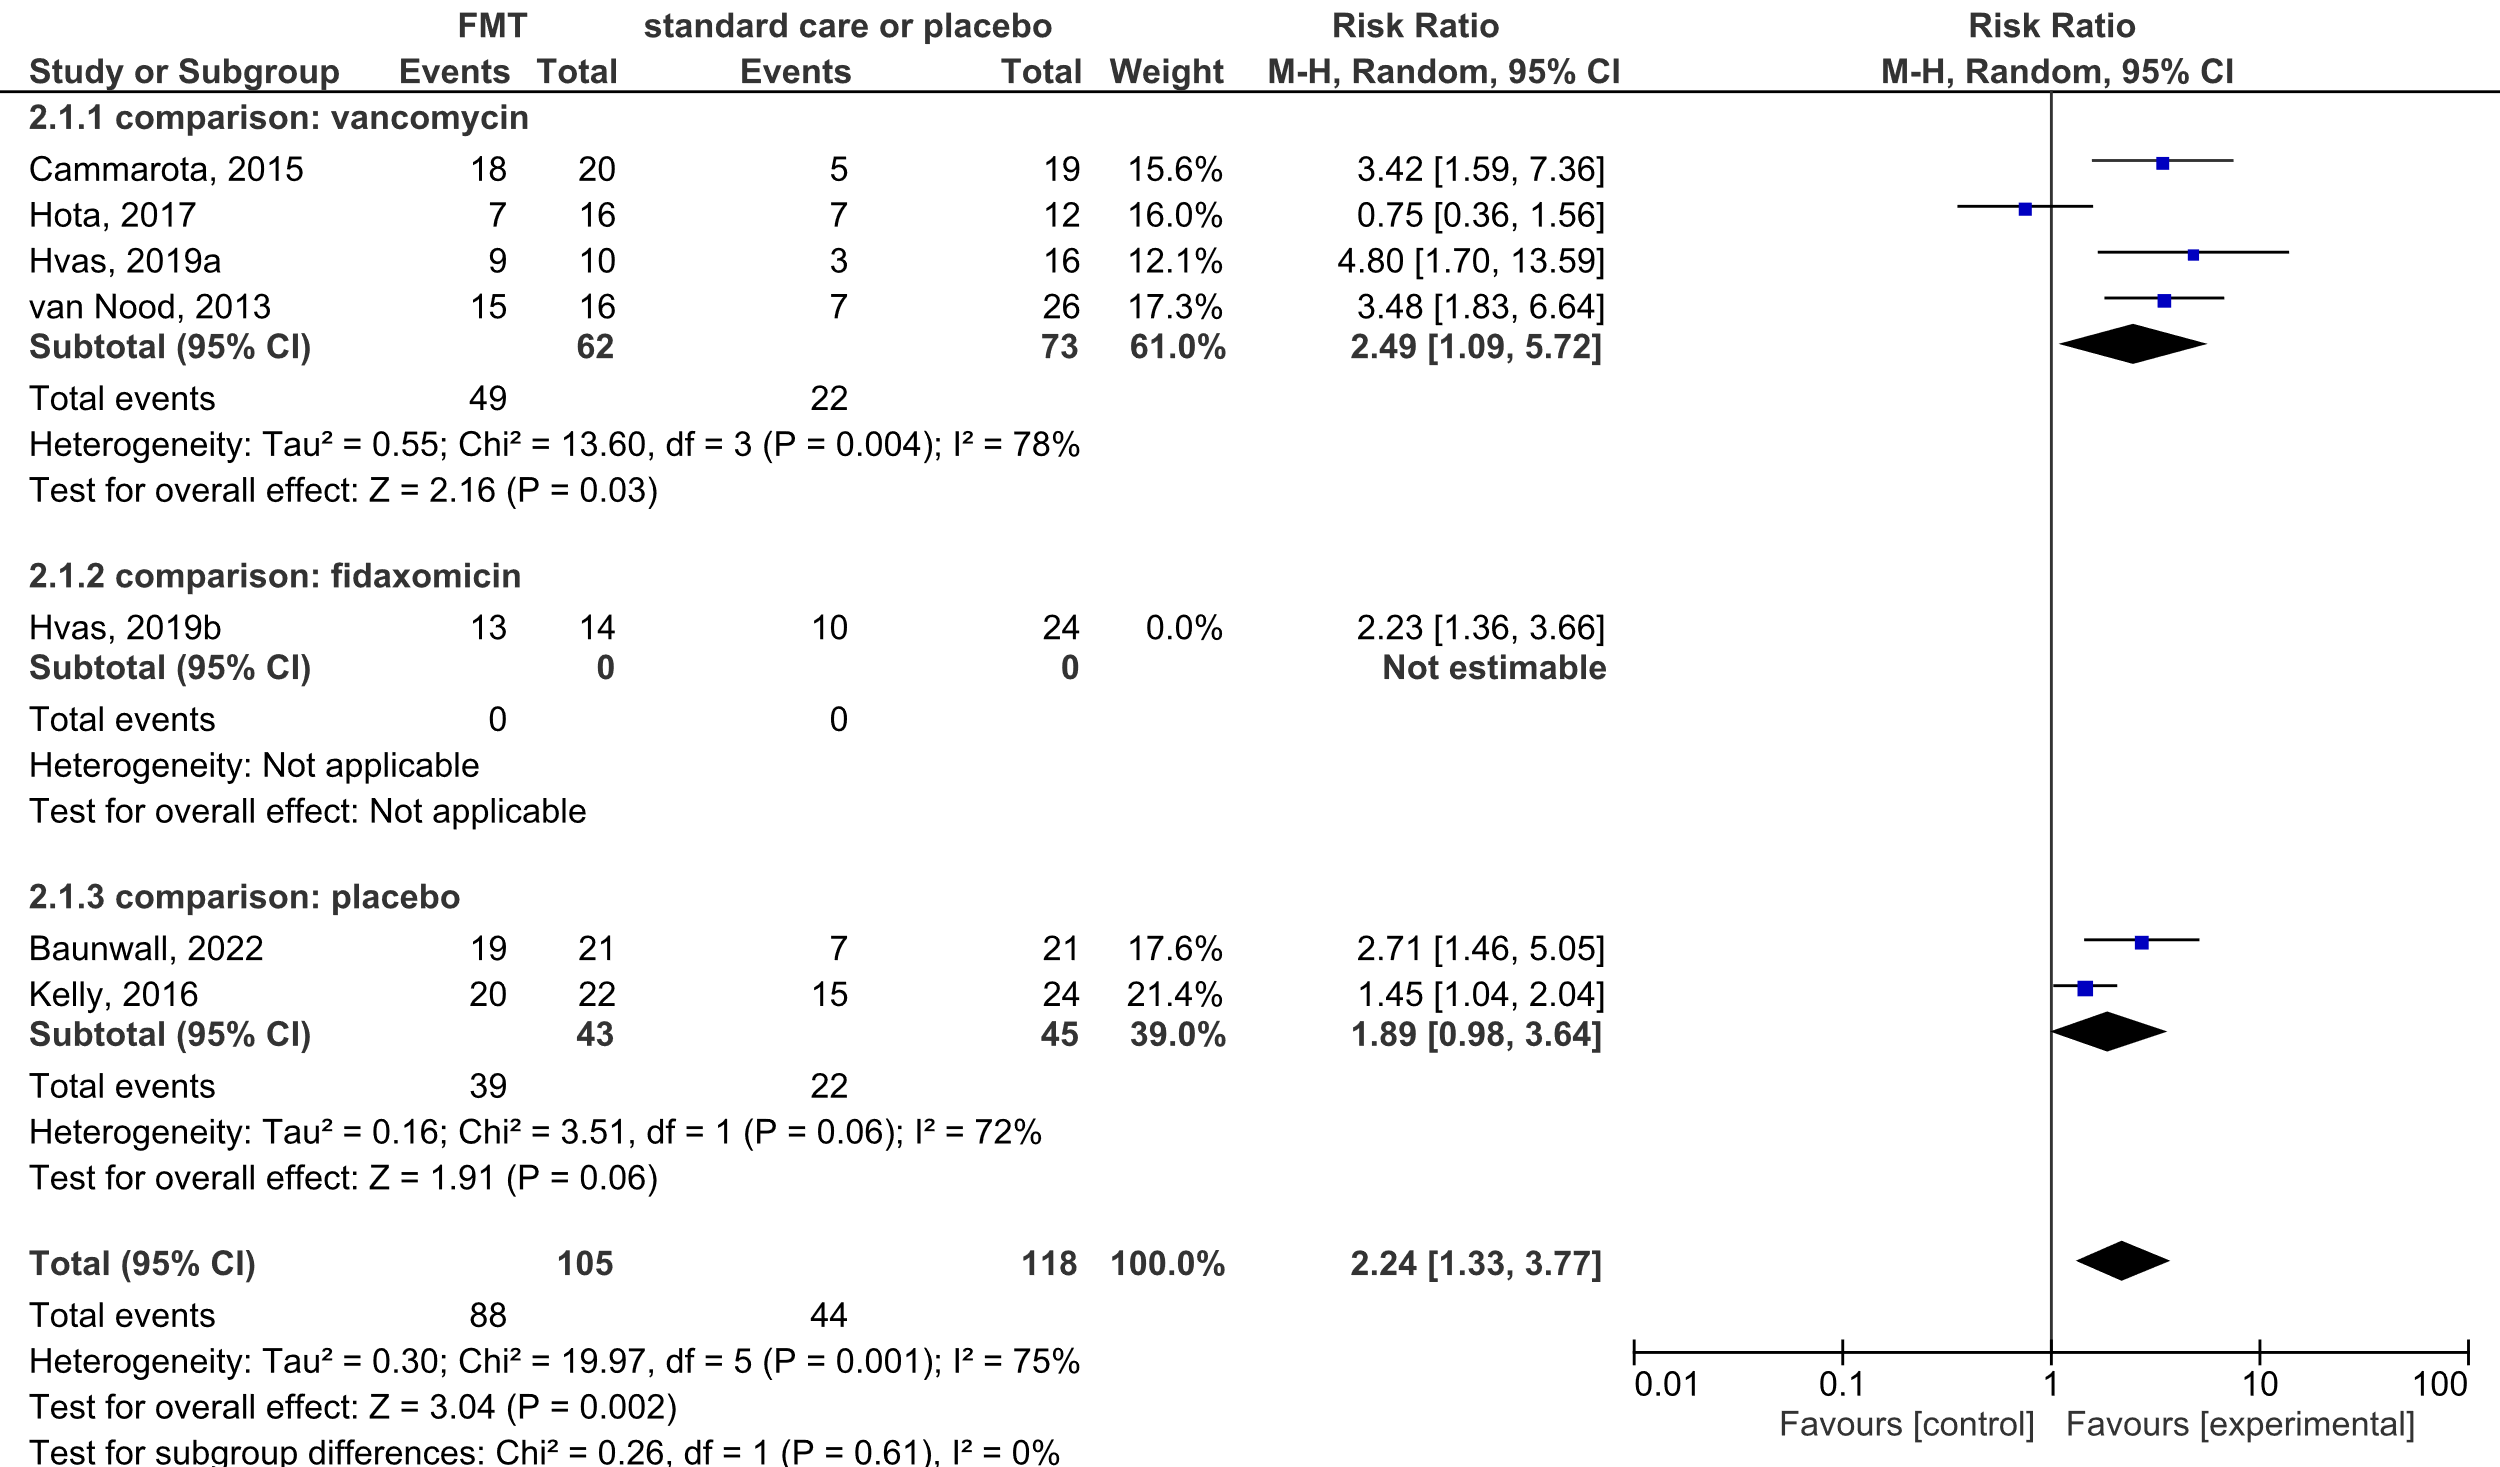 FMT standard care or placebo Risk Ratio Risk Ratio
Study or Subgroup Events Total Events Total Weight M-H, Random, 95% CI M-H, Random, 95% CI
2.1.1 comparison: vancomycin
Cammarota, 2015 18 20 5 19 15.6% 3.42 [1.59, 7.36]
Hota, 2017 7 16 7 12 16.0% 0.75 [0.36, 1.56]
Hvas, 2019a 9 10 3 16 12.1% 4.80 [1.70, 13.59]
van Nood, 2013 15 16 7 26 17.3% 3.48 [1.83, 6.64]
Subtotal (95% CI) 62 73 61.0% 2.49 [1.09, 5.72]
Total events 49 22
Heterogeneity: Tau² = 0.55; Chi² = 13.60, df = 3 (P = 0.004); I² = 78%
Test for overall effect: Z = 2.16 (P = 0.03)
2.1.2 comparison: fidaxomicin
Hvas, 2019b 13 14 10 24 0.0% 2.23 [1.36, 3.66]
Subtotal (95% CI) 0 0 Not estimable
Total events 0 0
Heterogeneity: Not applicable
Test for overall effect: Not applicable
2.1.3 comparison: placebo
Baunwall, 2022 19 21 7 21 17.6% 2.71 [1.46, 5.05]
Kelly, 2016 20 22 15 24 21.4% 1.45 [1.04, 2.04]
Subtotal (95% CI) 43 45 39.0% 1.89 [0.98, 3.64]
Total events 39 22
Heterogeneity: Tau² = 0.16; Chi² = 3.51, df = 1 (P = 0.06); I² = 72%
Test for overall effect: Z = 1.91 (P = 0.06)
Total (95% CI) 105 118 100.0% 2.24 [1.33, 3.77]
Total events 88 44
Heterogeneity: Tau² = 0.30; Chi² = 19.97, df = 5 (P = 0.001); I² = 75%
Test for overall effect: Z = 3.04 (P = 0.002)
Test for subgroup differences: Chi² = 0.26, df = 1 (P = 0.61), I² = 0%
0.01 0.1 1 10 100
Favours [control] Favours [experimental]